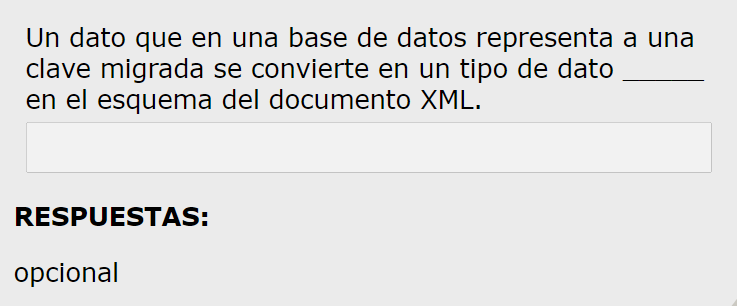 Un dato que en una base de datos representa a una
clave migrada se convierte en un tipo de dato ______
en el esquema del documento XML.
RESPUESTAS:
opcional